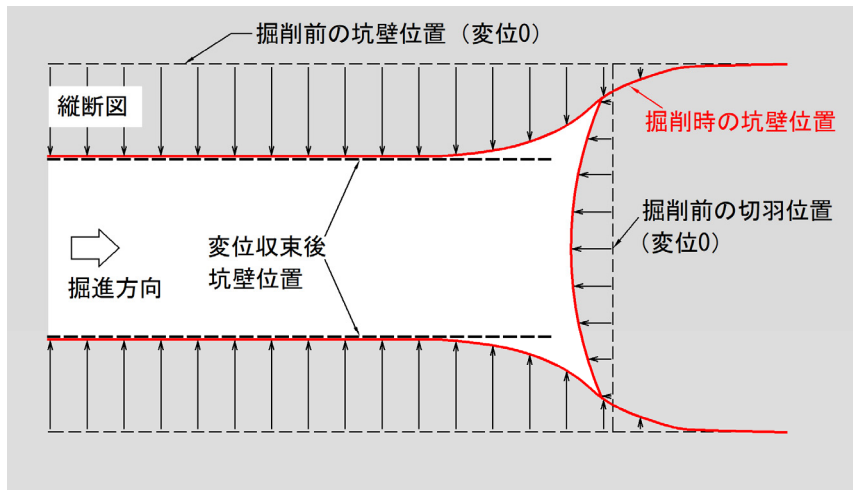 掘削前の坑壁位置（変位0）
縦断図
掘削時の坑壁位置
掘削前の切羽位置
（変位0）
変位収束後
坑壁位置
掘進方向